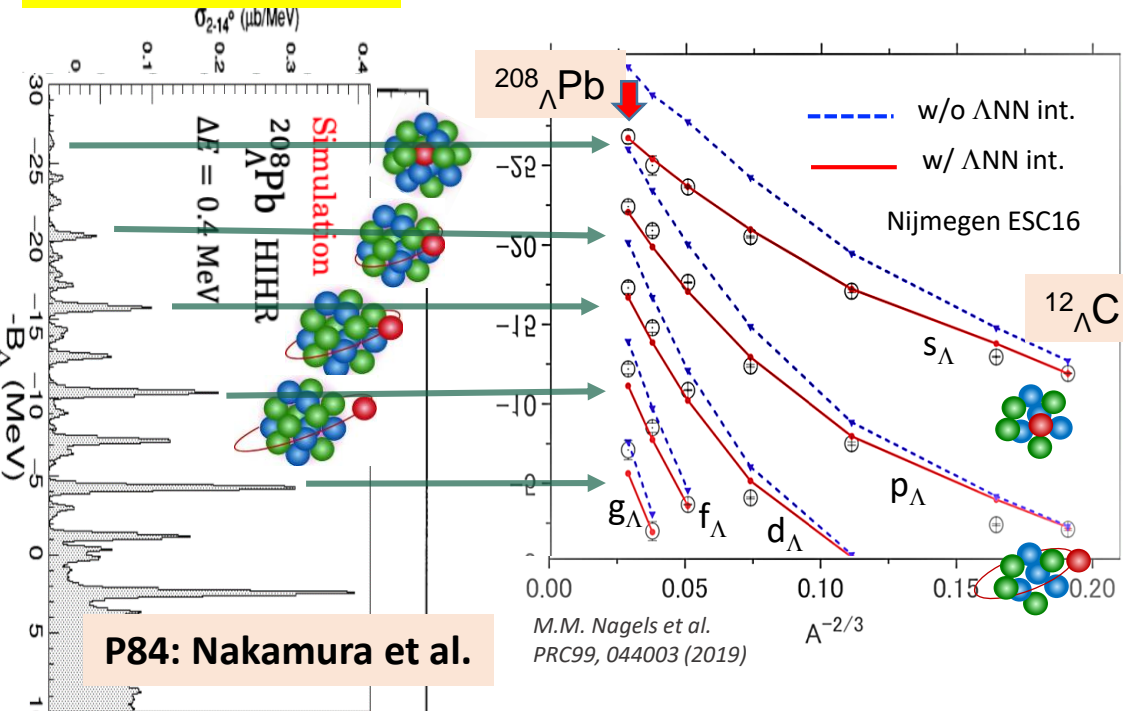 σ2-14° (μb/MeV)
0
0.1
0.2
0.3
0.4
-30
-25
-20
-15
-10
-5
0
5
1
-BΛ (MeV)
Simulation
208ΛPb HIHR
ΔE = 0.4 MeV
P84: Nakamura et al.
208ΛPb
w/o ΛNN int.
w/ ΛNN int.
Nijmegen ESC16
12ΛC
-25
-20
-15
-10
-5
sΛ
pΛ
dΛ
fΛ
gΛ
0.00
0.05
0.10
0.15
0.20
A−2/3
M.M. Nagels et al.
PRC99, 044003 (2019)